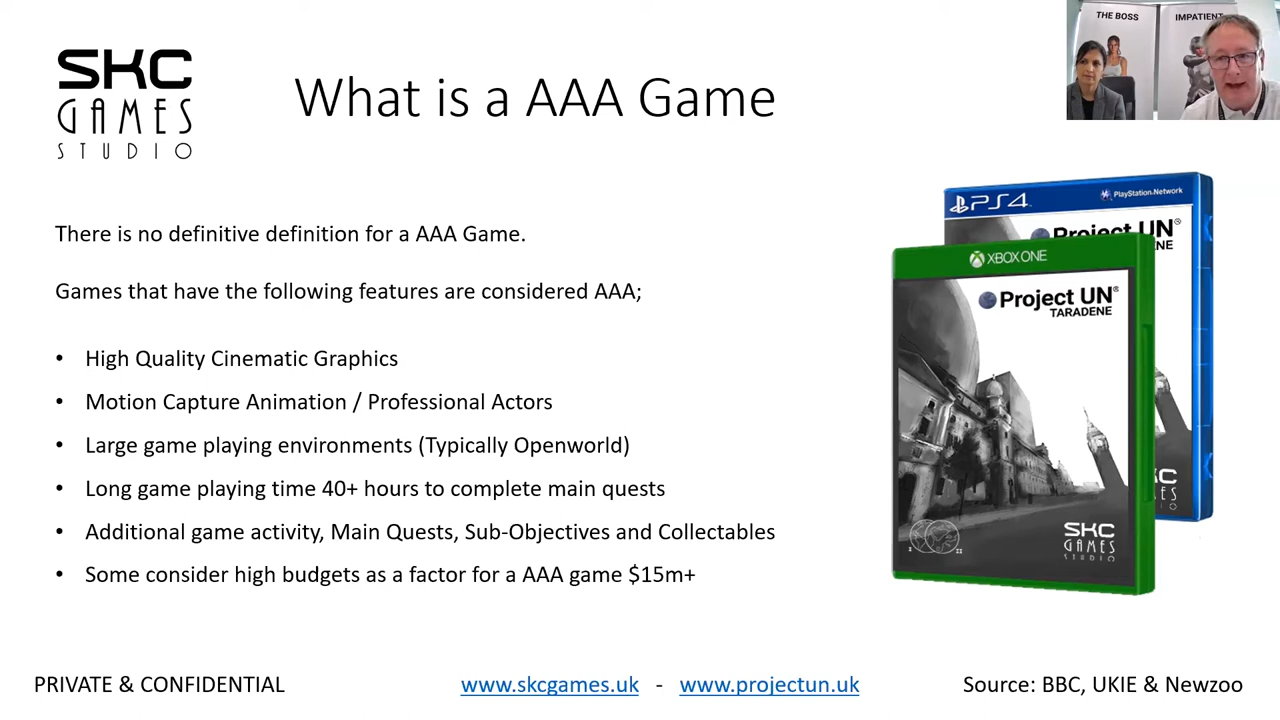 THE BOSS
IMPATIENT
SKC
GAMES
STUDIO
What is a AAA Game
There is no definitive definition for a AAA Game.
Games that have the following features are considered AAA;
• High Quality Cinematic Graphics
• Motion Capture Animation / Professional Actors
• Large game playing environments (Typically Openworld)
• Long game playing time 40+ hours to complete main quests
• Additional game activity, Main Quests, Sub-Objectives and Collectables
• Some consider high budgets as a factor for a AAA game $15m+
PS4
PlayStation Network
Project UN
NE
XBOX ONE
Project UN®
TARADENE
SKC
GAMES
STUDIO
PRIVATE & CONFIDENTIAL
www.skcgames.uk - www.projectun.uk
Source: BBC, UKIE & Newzoo